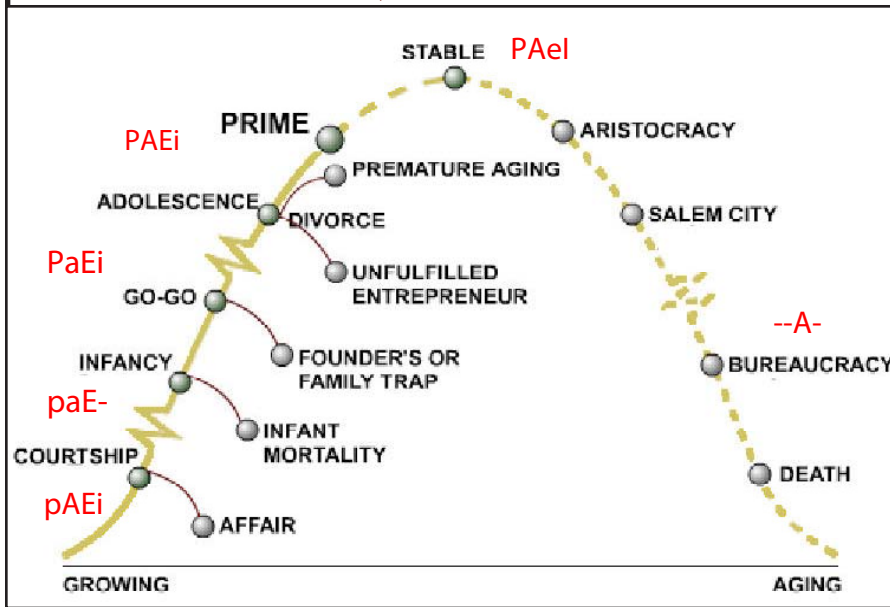 STABLE
PAeI
PRIME
ARISTOCRACY
PAEi
PREMATURE AGING
ADOLESCENCE
DIVORCE
SALEM CITY
PaEi
UNFULFILLED
ENTREPRENEUR
GO-GO
--A-
INFANCY
FOUNDER'S OR
FAMILY TRAP
BUREAUCRACY
paE-
INFANT
MORTALITY
COURTSHIP
DEATH
pAEi
AFFAIR
GROWING
AGING